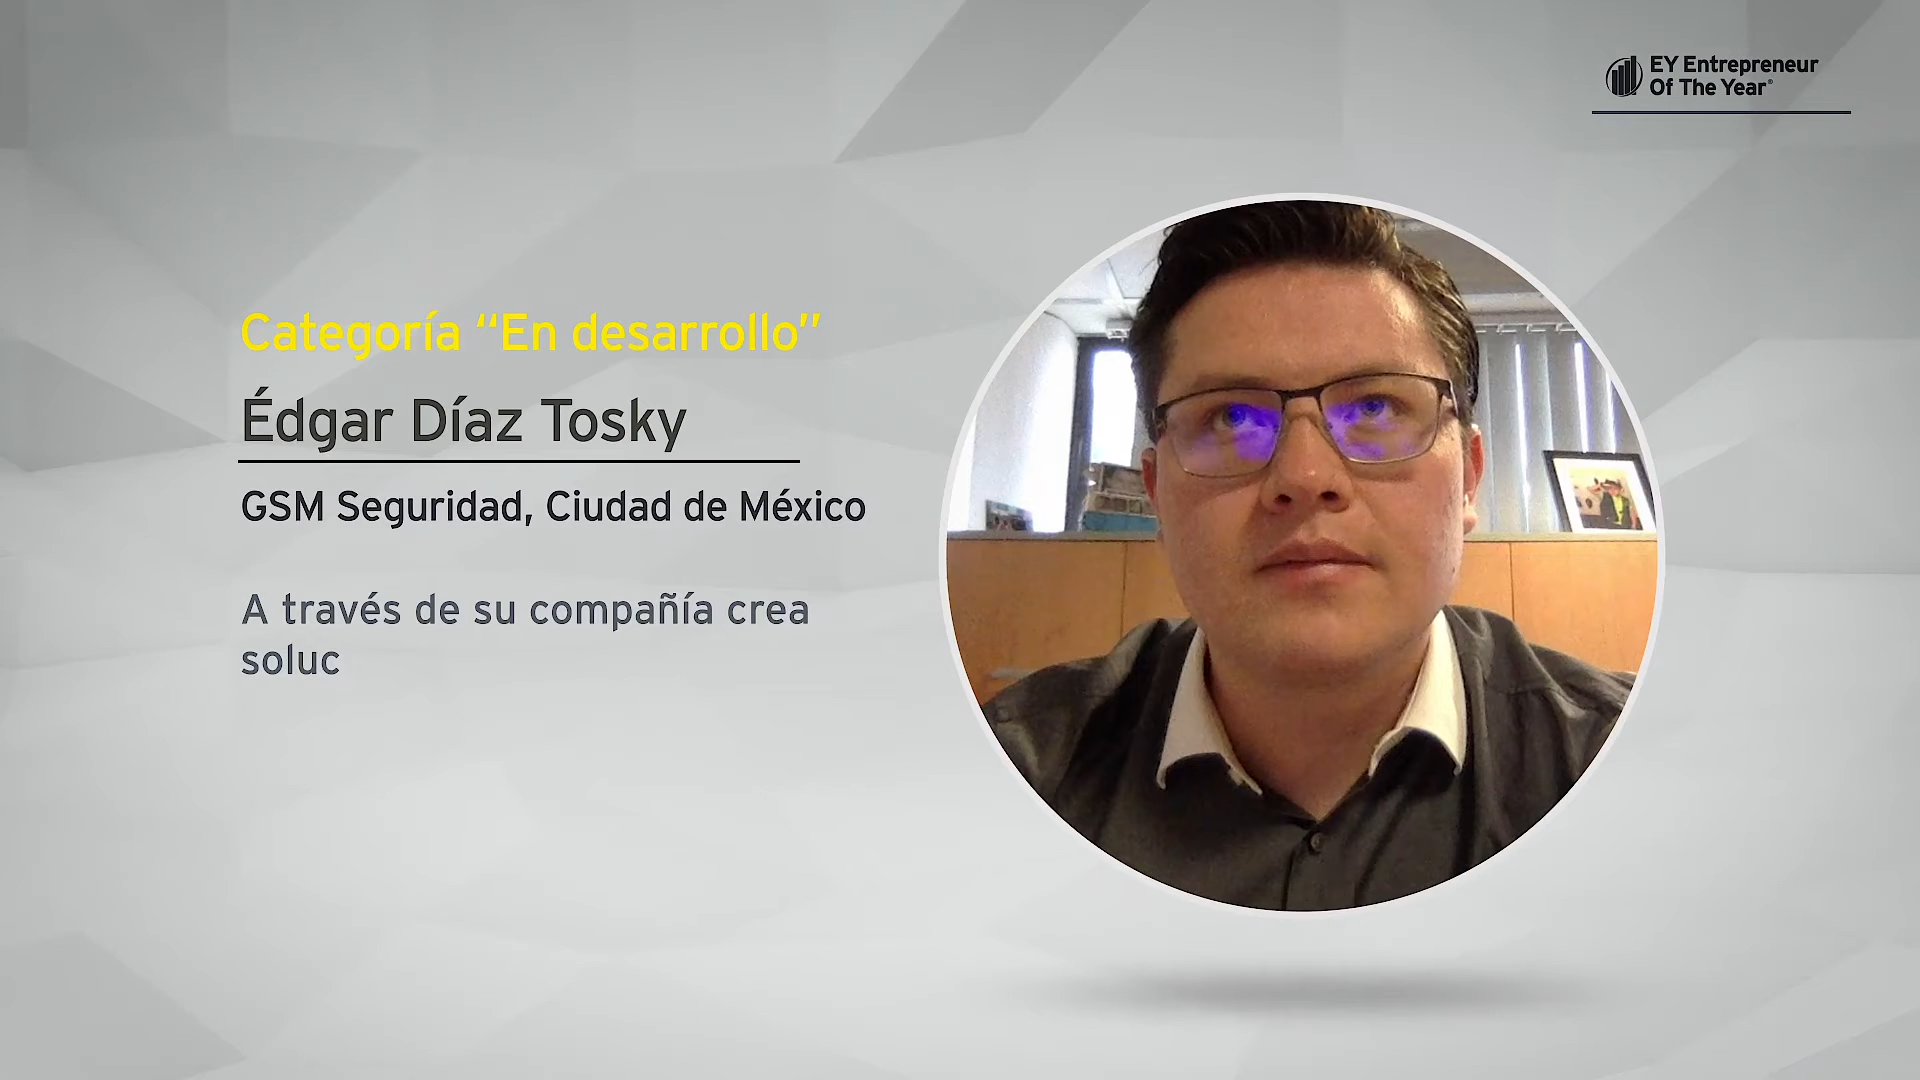 EY Entrepreneur
Of The Year®
Categoría “En desarrollo”
Édgar Díaz Tosky
GSM Seguridad, Ciudad de México
A través de su compañía crea
soluc